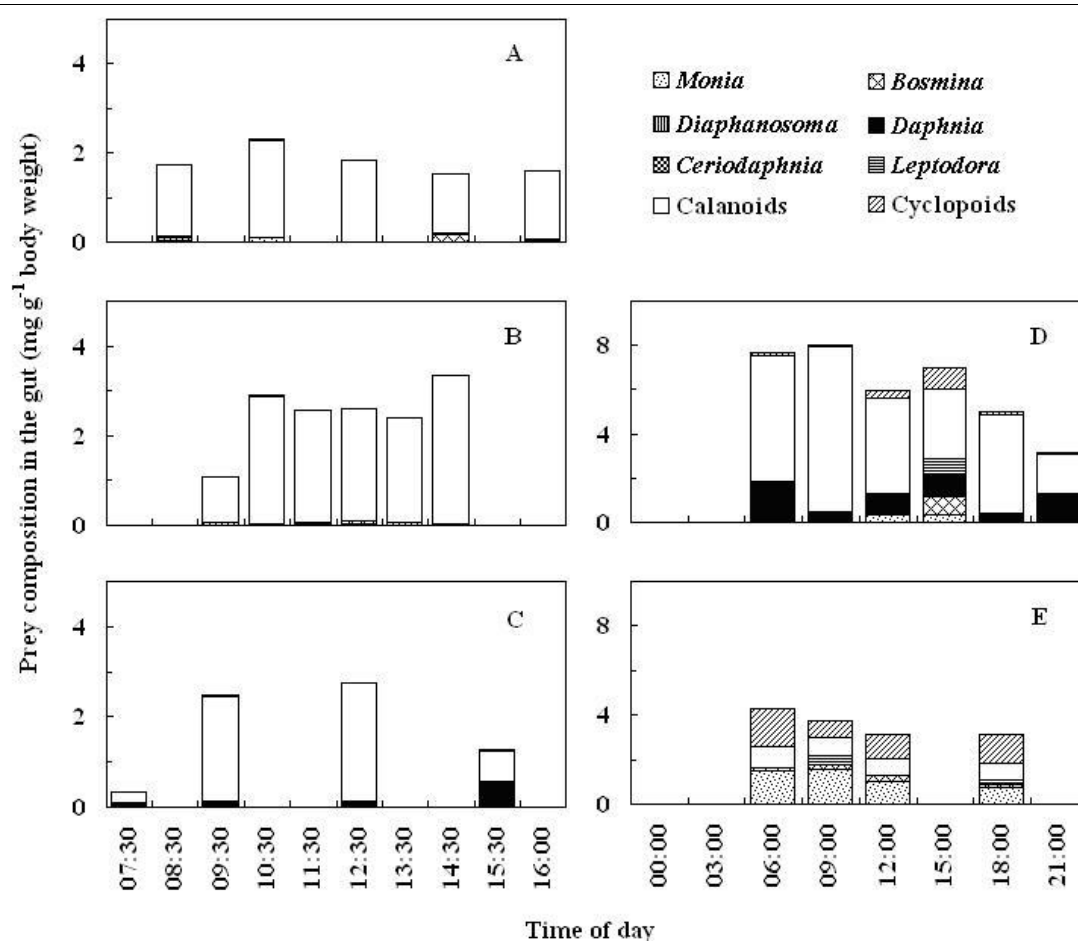 Prey composition in the gut (mg g⁻¹ body weight)
4
2
0
A
Monia
Bosmina
Diaphanosoma
Daphnia
Ceriodaphnia
Leptodora
Calanoids
Cyclopoids
4
2
0
B
8
4
0
D
4
2
0
C
8
4
0
E
07:30 08:30 09:30 10:30 11:30 12:30 13:30 14:30 15:30 16:00
00:00 03:00 06:00 09:00 12:00 15:00 18:00 21:00
Time of day